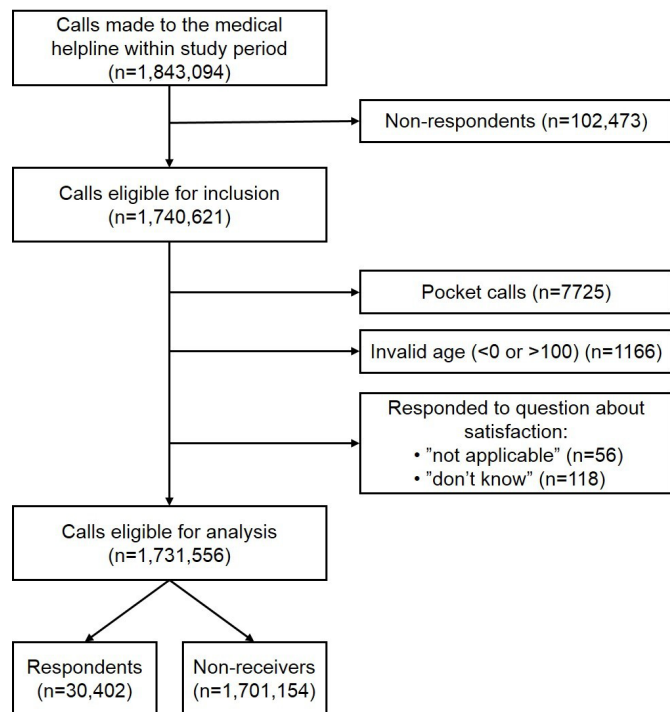 Calls made to the medical
helpline within study period
(n=1,843,094)
Non-respondents (n=102,473)
Calls eligible for inclusion
(n=1,740,621)
Pocket calls (n=7725)
Invalid age (<0 or >100) (n=1166)
Responded to question about
satisfaction:
• ”not applicable” (n=56)
• ”don’t know” (n=118)
Calls eligible for analysis
(n=1,731,556)
Respondents
(n=30,402)
Non-receivers
(n=1,701,154)